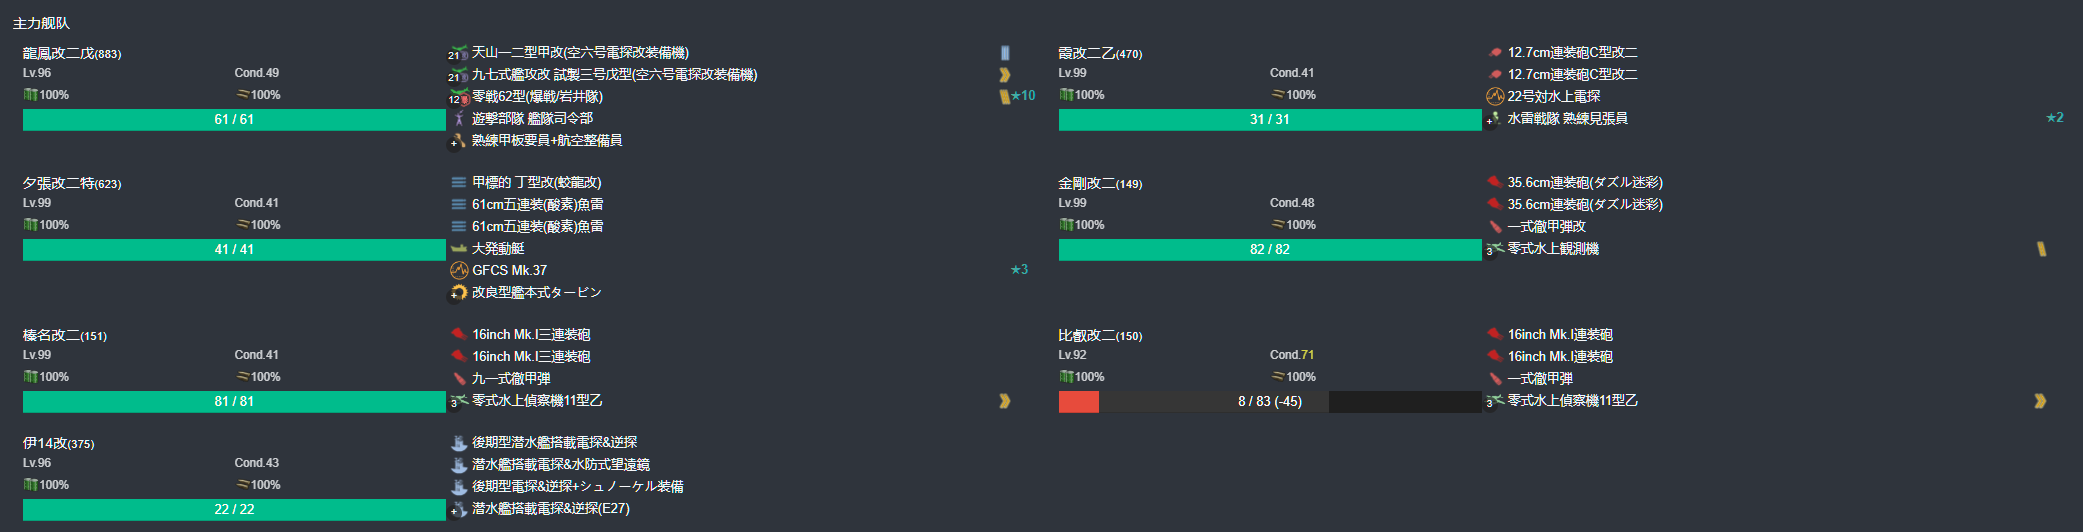 主力舰队
龍鳳改二戊(883)
Lv.96 Cond.49
100% 100%
61 / 61
21 天山一二型甲改(空六号電探改装備機)
21 九七式艦攻改 試製三号戊型(空六号電探改装備機)
12 零戦62型(爆戦/岩井隊) ★10
遊撃部隊 艦隊司令部
+ 熟練甲板要員+航空整備員
霞改二乙(470)
Lv.99 Cond.41
100% 100%
31 / 31
12.7cm連装砲C型改二
12.7cm連装砲C型改二
22号対水上電探
+ 水雷戦隊 熟練見張員 ★2
夕張改二特(623)
Lv.99 Cond.41
100% 100%
41 / 41
甲標的 丁型改(蛟龍改)
61cm五連装(酸素)魚雷
61cm五連装(酸素)魚雷
大発動艇
GFCS Mk.37 ★3
+ 改良型艦本式タービン
金剛改二(149)
Lv.99 Cond.48
100% 100%
82 / 82
35.6cm連装砲(ダズル迷彩)
35.6cm連装砲(ダズル迷彩)
一式徹甲弾改
3 零式水上観測機
榛名改二(151)
Lv.99 Cond.41
100% 100%
81 / 81
16inch Mk.I三連装砲
16inch Mk.I三連装砲
九一式徹甲弾
3 零式水上偵察機11型乙
比叡改二(150)
Lv.92 Cond.71
100% 100%
8 / 83 (-45)
16inch Mk.I連装砲
16inch Mk.I連装砲
一式徹甲弾
3 零式水上偵察機11型乙
伊14改(375)
Lv.96 Cond.43
100% 100%
22 / 22
後期型潜水艦搭載電探&逆探
潜水艦搭載電探&水防式望遠鏡
後期型電探&逆探+シュノーケル装備
+ 潜水艦搭載電探&逆探(E27)